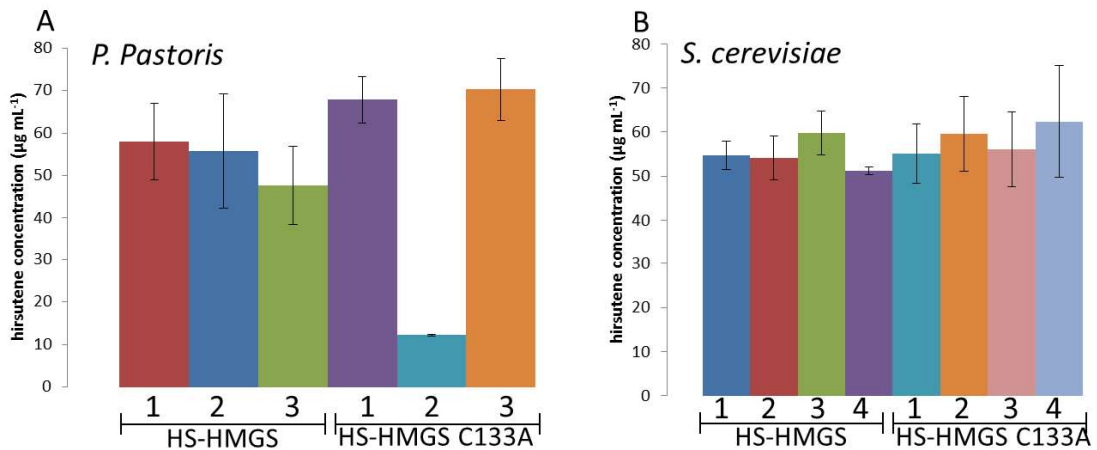 A
P. Pastoris
hirsutene concentration (µg mL-1)
80
70
60
50
40
30
20
10
0
1 2 3 1 2 3
HS-HMGS HS-HMGS C133A
B
S. cerevisiae
hirsutene concentration (µg mL-1)
80
70
60
50
40
30
20
10
0
1 2 3 4 1 2 3 4
HS-HMGS HS-HMGS C133A